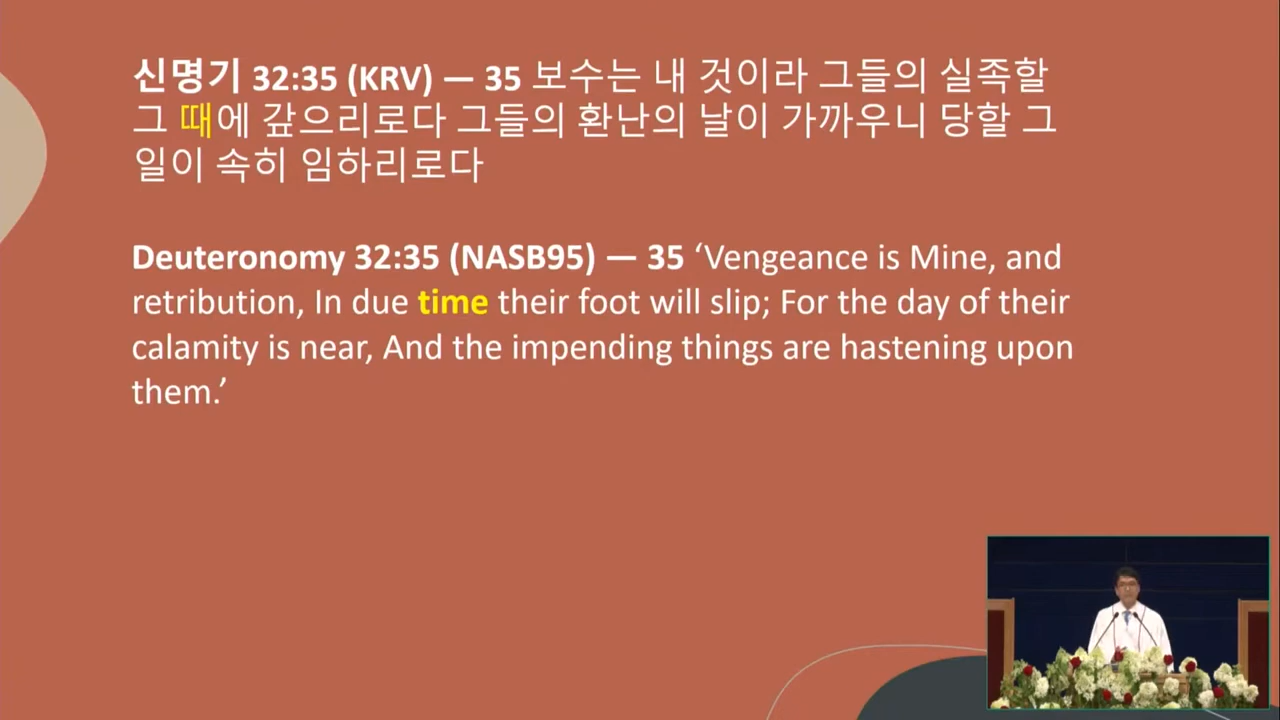 신명기 32:35 (KRV) — 35 보수는 내 것이라 그들의 실족할
그 때에 갚으리로다 그들의 환난의 날이 가까우니 당할 그
일이 속히 임하리로다
Deuteronomy 32:35 (NASB95) — 35 ‘Vengeance is Mine, and
retribution, In due time their foot will slip; For the day of their
calamity is near, And the impending things are hastening upon
them.’